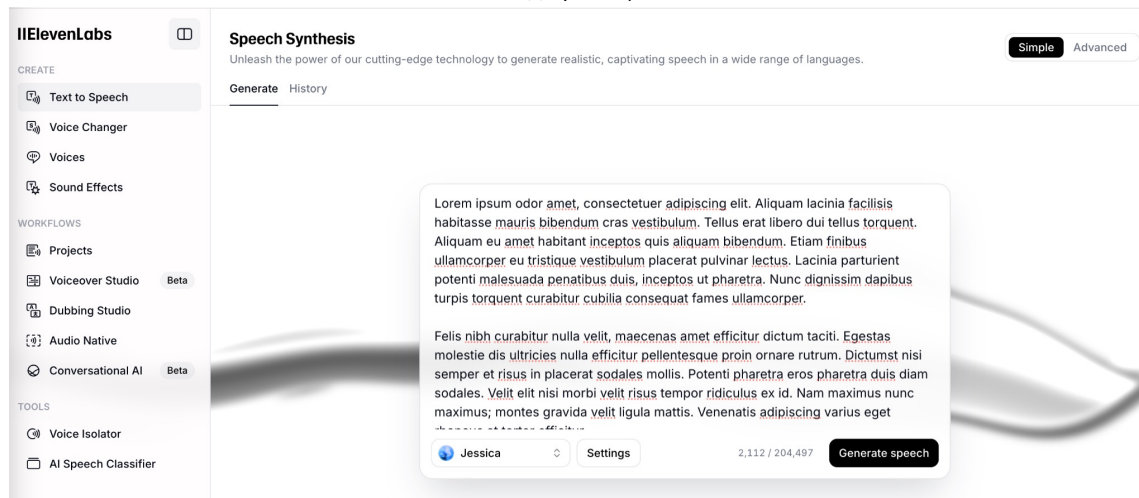 IIElevenLabs
CREATE
Text to Speech
Voice Changer
Voices
Sound Effects
WORKFLOWS
Projects
Voiceover Studio Beta
Dubbing Studio
Audio Native
Conversational AI Beta
TOOLS
Voice Isolator
AI Speech Classifier
Speech Synthesis
Unleash the power of our cutting-edge technology to generate realistic, captivating speech in a wide range of languages.
Simple Advanced
Generate History
Lorem ipsum odor amet, consectetuer adipiscing elit. Aliquam lacinia facilisis
habitasse mauris bibendum cras vestibulum. Tellus erat libero dui tellus torquent.
Aliquam eu amet habitant inceptos quis aliquam bibendum. Etiam finibus
ullamcorper eu tristique vestibulum placerat pulvinar lectus. Lacinia parturient
potenti malesuada penatibus duis, inceptos ut pharetra. Nunc dignissim dapibus
turpis torquent curabitur cubilia consequat fames ullamcorper.
Felis nibh curabitur nulla velit, maecenas amet efficitur dictum taciti. Egestas
molestie dis ultricies nulla efficitur pellentesque proin ornare rutrum. Dictumst nisi
semper et risus in placerat sodales mollis. Potenti pharetra eros pharetra duis diam
sodales. Velit elit nisi morbi velit risus tempor ridiculus ex id. Nam maximus nunc
maximus; montes gravida velit ligula mattis. Venenatis adipiscing varius eget
Jessica Settings 2,112 / 204,497 Generate speech